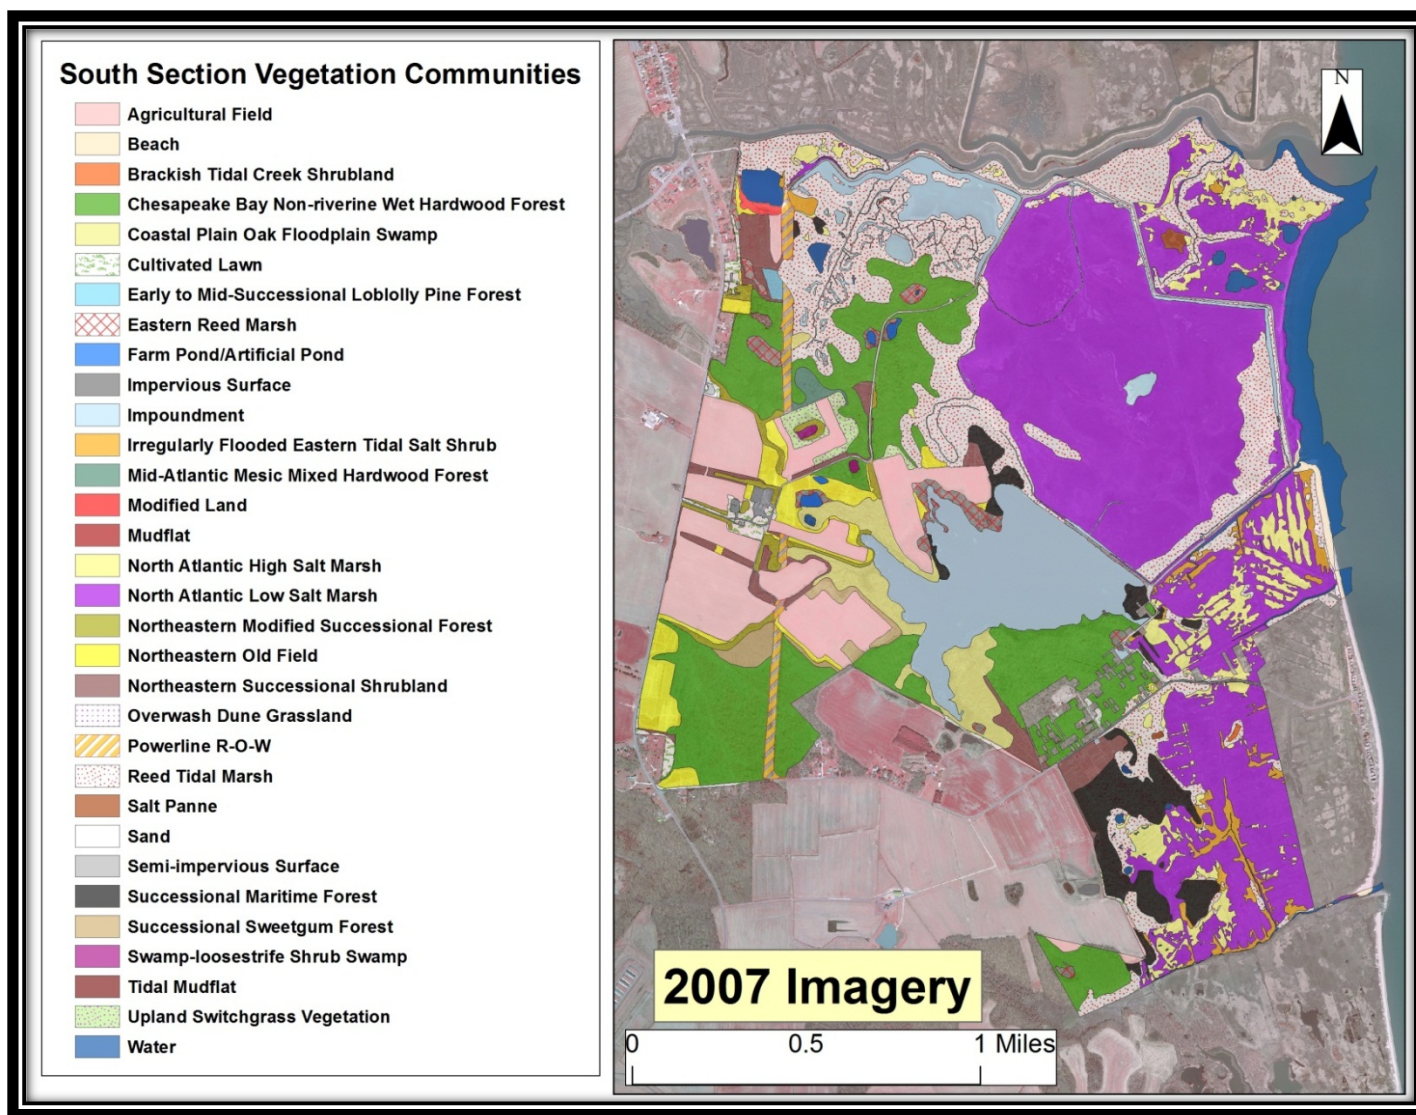 South Section Vegetation Communities
Agricultural Field
Beach
Brackish Tidal Creek Shrubland
Chesapeake Bay Non-riverine Wet Hardwood Forest
Coastal Plain Oak Floodplain Swamp
Cultivated Lawn
Early to Mid-Successional Loblolly Pine Forest
Eastern Reed Marsh
Farm Pond/Artificial Pond
Impervious Surface
Impoundment
Irregularly Flooded Eastern Tidal Salt Shrub
Mid-Atlantic Mesic Mixed Hardwood Forest
Modified Land
Mudflat
North Atlantic High Salt Marsh
North Atlantic Low Salt Marsh
Northeastern Modified Successional Forest
Northeastern Old Field
Northeastern Successional Shrubland
Overwash Dune Grassland
Powerline R-O-W
Reed Tidal Marsh
Salt Panne
Sand
Semi-impervious Surface
Successional Maritime Forest
Successional Sweetgum Forest
Swamp-loosestrife Shrub Swamp
Tidal Mudflat
Upland Switchgrass Vegetation
Water
N
2007 Imagery
0 0.5 1 Miles